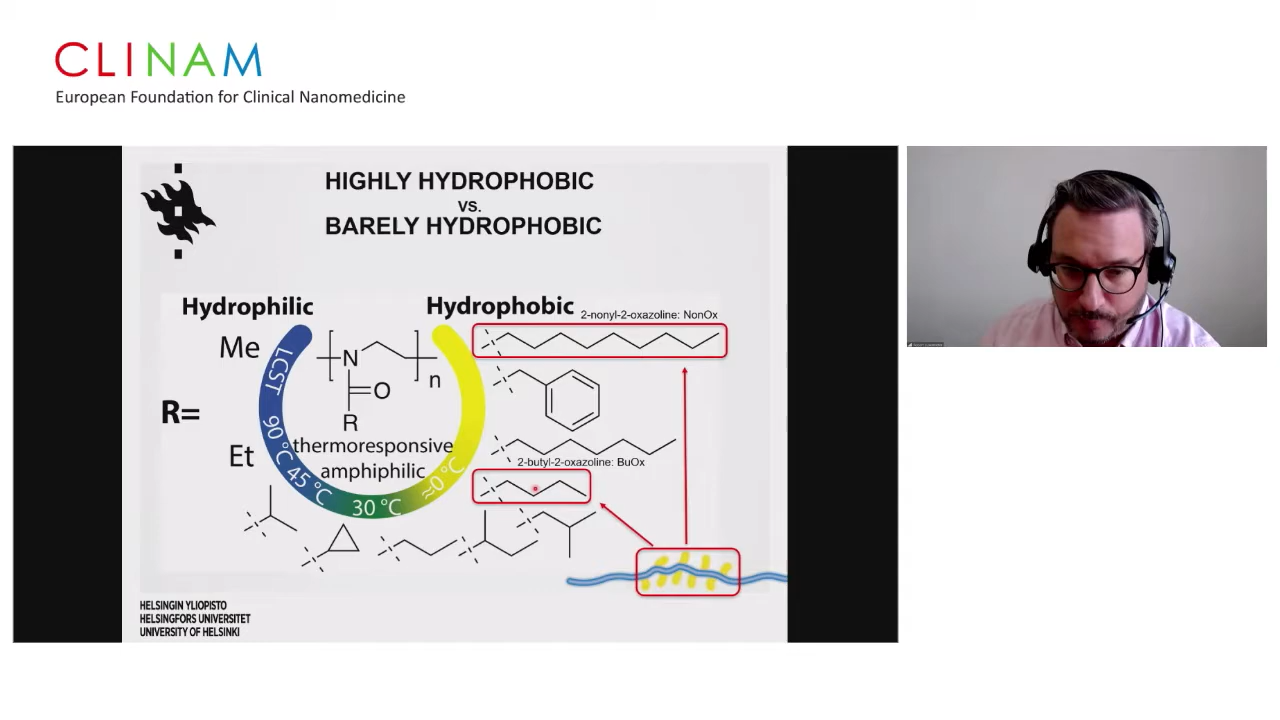 CLINAM
European Foundation for Clinical Nanomedicine
HIGHLY HYDROPHOBIC
VS.
BARELY HYDROPHOBIC
Hydrophilic
Hydrophobic
2-nonyl-2-oxazoline: NonOx
Me
LCST
N
n
O
R
R=
90 °C
thermoresponsive
amphiphilic
Et
45 °C
30 °C
≈0 °C
2-butyl-2-oxazoline: BuOx
HELSINGIN YLIOPISTO
HELSINGFORS UNIVERSITET
UNIVERSITY OF HELSINKI